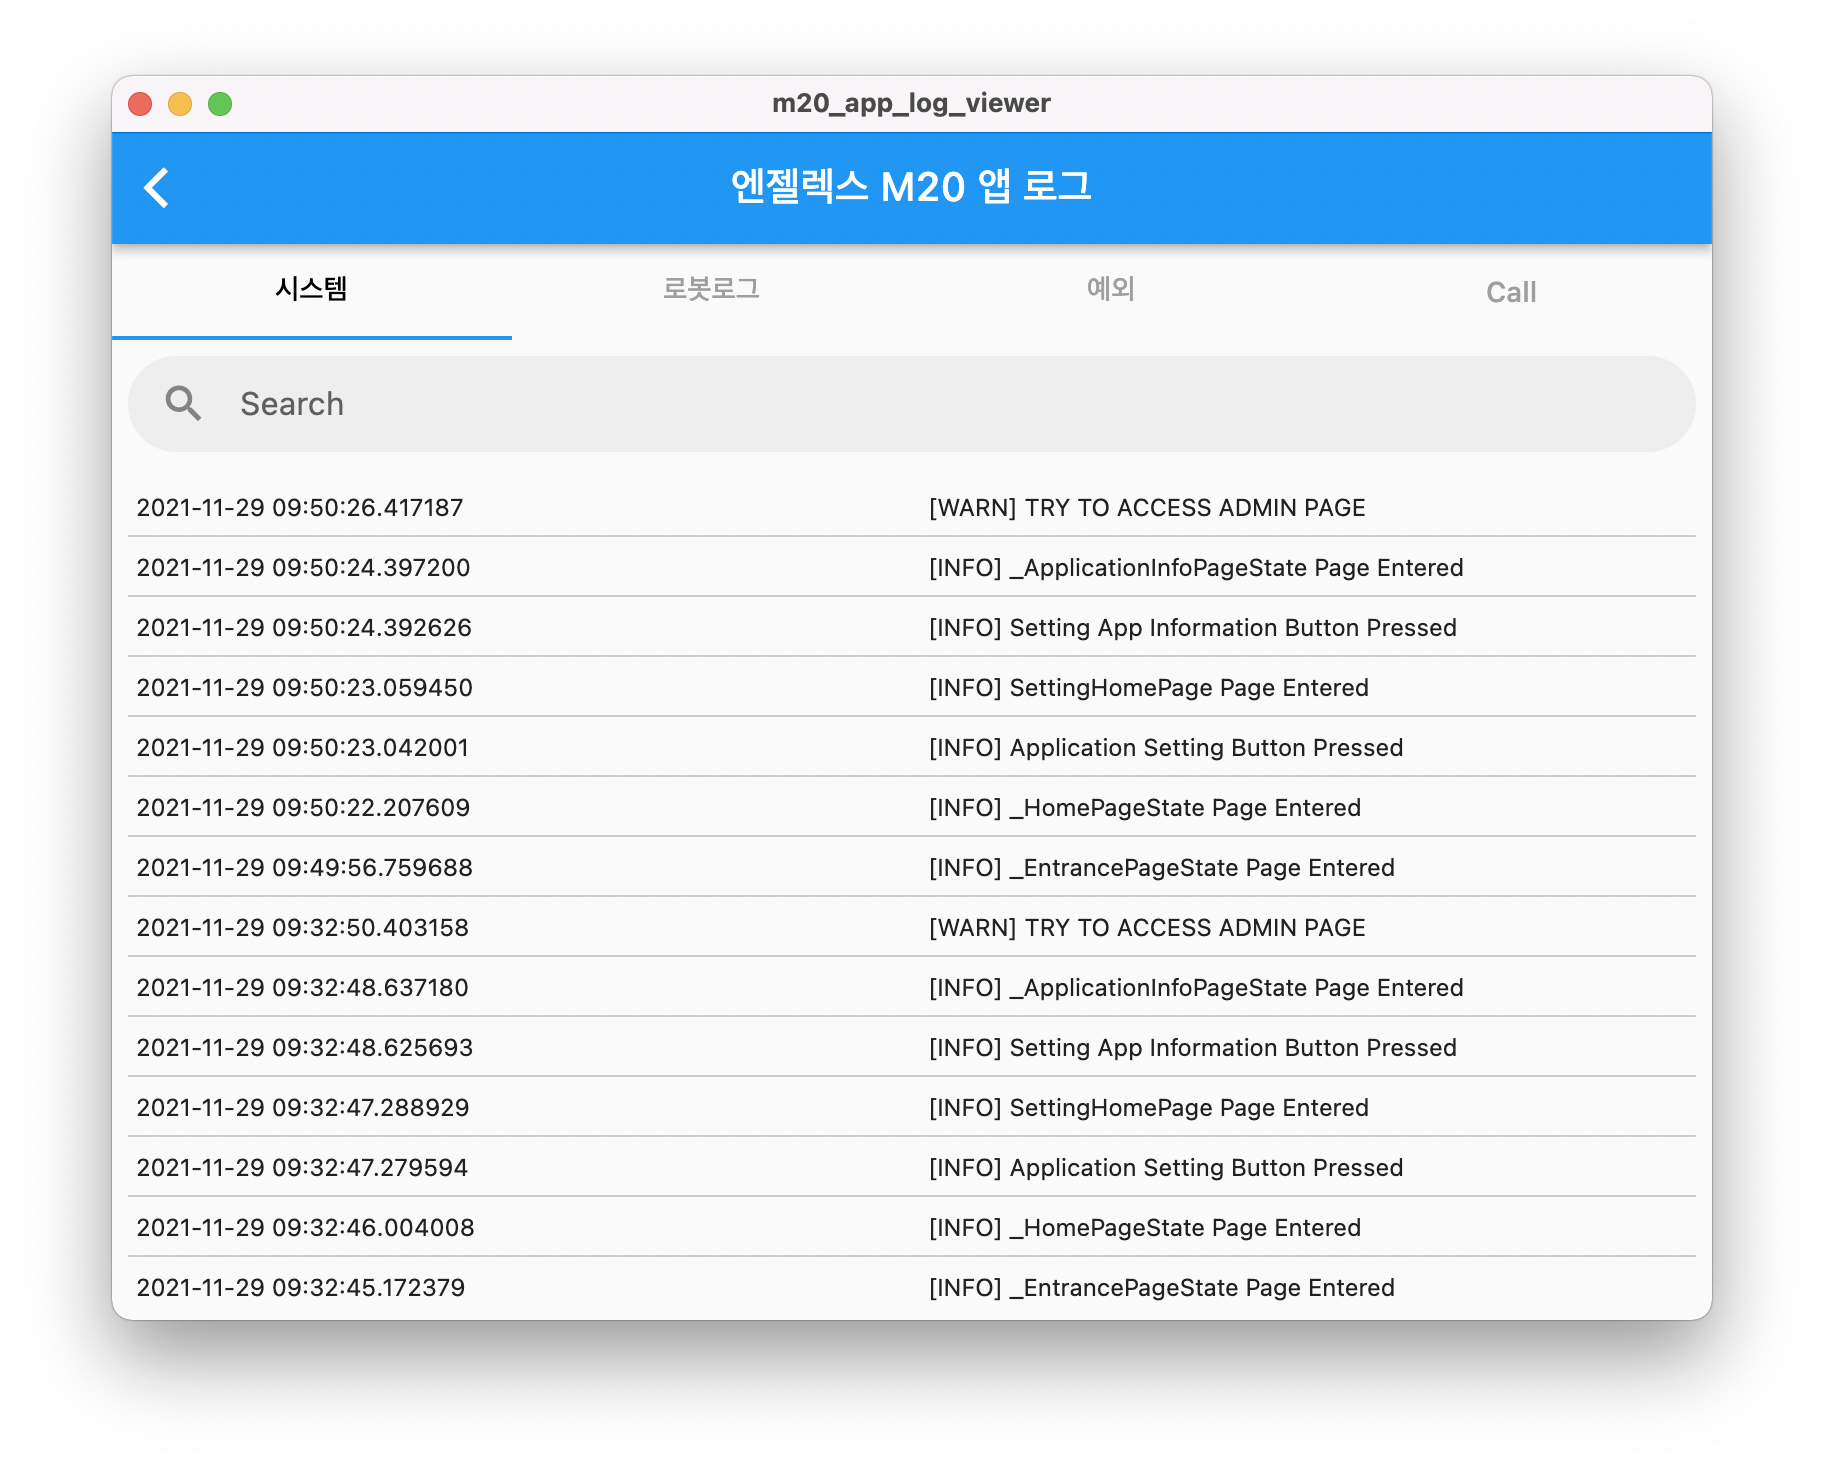 m20_app_log_viewer
엔젤렉스 M20 앱 로그
시스템 로봇로그 예외 Call
Search
2021-11-29 09:50:26.417187 [WARN] TRY TO ACCESS ADMIN PAGE
2021-11-29 09:50:24.397200 [INFO] _ApplicationInfoPageState Page Entered
2021-11-29 09:50:24.392626 [INFO] Setting App Information Button Pressed
2021-11-29 09:50:23.059450 [INFO] SettingHomePage Page Entered
2021-11-29 09:50:23.042001 [INFO] Application Setting Button Pressed
2021-11-29 09:50:22.207609 [INFO] _HomePageState Page Entered
2021-11-29 09:49:56.759688 [INFO] _EntrancePageState Page Entered
2021-11-29 09:32:50.403158 [WARN] TRY TO ACCESS ADMIN PAGE
2021-11-29 09:32:48.637180 [INFO] _ApplicationInfoPageState Page Entered
2021-11-29 09:32:48.625693 [INFO] Setting App Information Button Pressed
2021-11-29 09:32:47.288929 [INFO] SettingHomePage Page Entered
2021-11-29 09:32:47.279594 [INFO] Application Setting Button Pressed
2021-11-29 09:32:46.004008 [INFO] _HomePageState Page Entered
2021-11-29 09:32:45.172379 [INFO] _EntrancePageState Page Entered